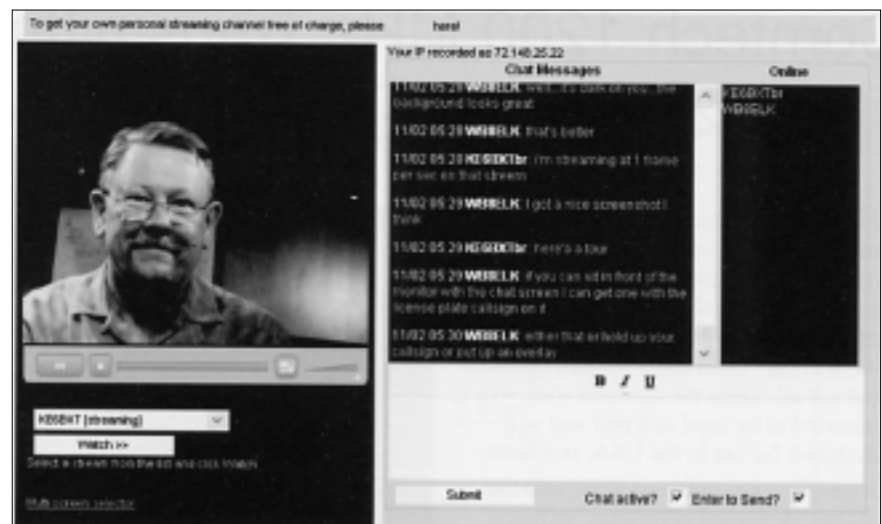 To get your own personal streaming channel free of charge, please here!
Your IP recorded as 72.148.25.22
Chat Messages
Online
11/02 05:28 WB8ELK: well...it's dark on you...the
background looks great
11/02 05:28 WB8ELK: that's better
11/02 05:28 KE6BXTbr: i'm streaming at 1 frame
per sec on that stream
11/02 05:29 WB8ELK: I got a nice screenshot I
think
11/02 05:29 KE6BXTbr: here's a tour
11/02 05:29 WB8ELK: if you can sit in front of the
monitor with the chat screen I can get one with the
license plate callsign on it
11/02 05:30 WB8ELK: either that or hold up your
callsign or put up an overlay
KE6BXTbr
WB8ELK
B I U
KE6BXT [streaming]
Watch >>
Select a stream from the list and click Watch
Multi screen selector
Submit
Chat active?
Enter to Send?